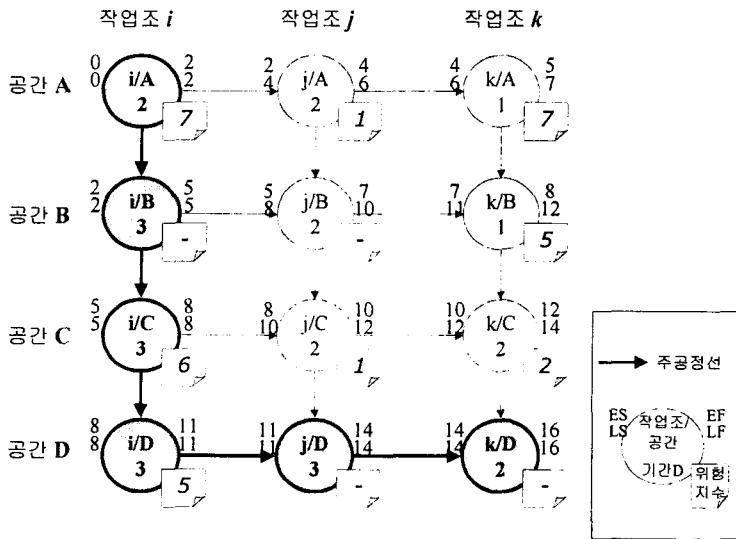 작업조 i 작업조 j 작업조 k
공간 A
0 2 2 4 4 5
0 2 4 6 6 7
i/A j/A k/A
2 2 1
7 1 7
공간 B
2 5 5 7 7 8
2 5 8 10 11 12
i/B j/B k/B
3 2 1
- - 5
공간 C
5 8 8 10 10 12
5 8 10 12 12 14
i/C j/C k/C
3 2 2
6 1 2
공간 D
8 11 11 14 14 16
8 11 11 14 14 16
i/D j/D k/D
3 3 2
5 - -
주공정선
ES EF
LS LF
작업조/
공간
기간D
위험
지수